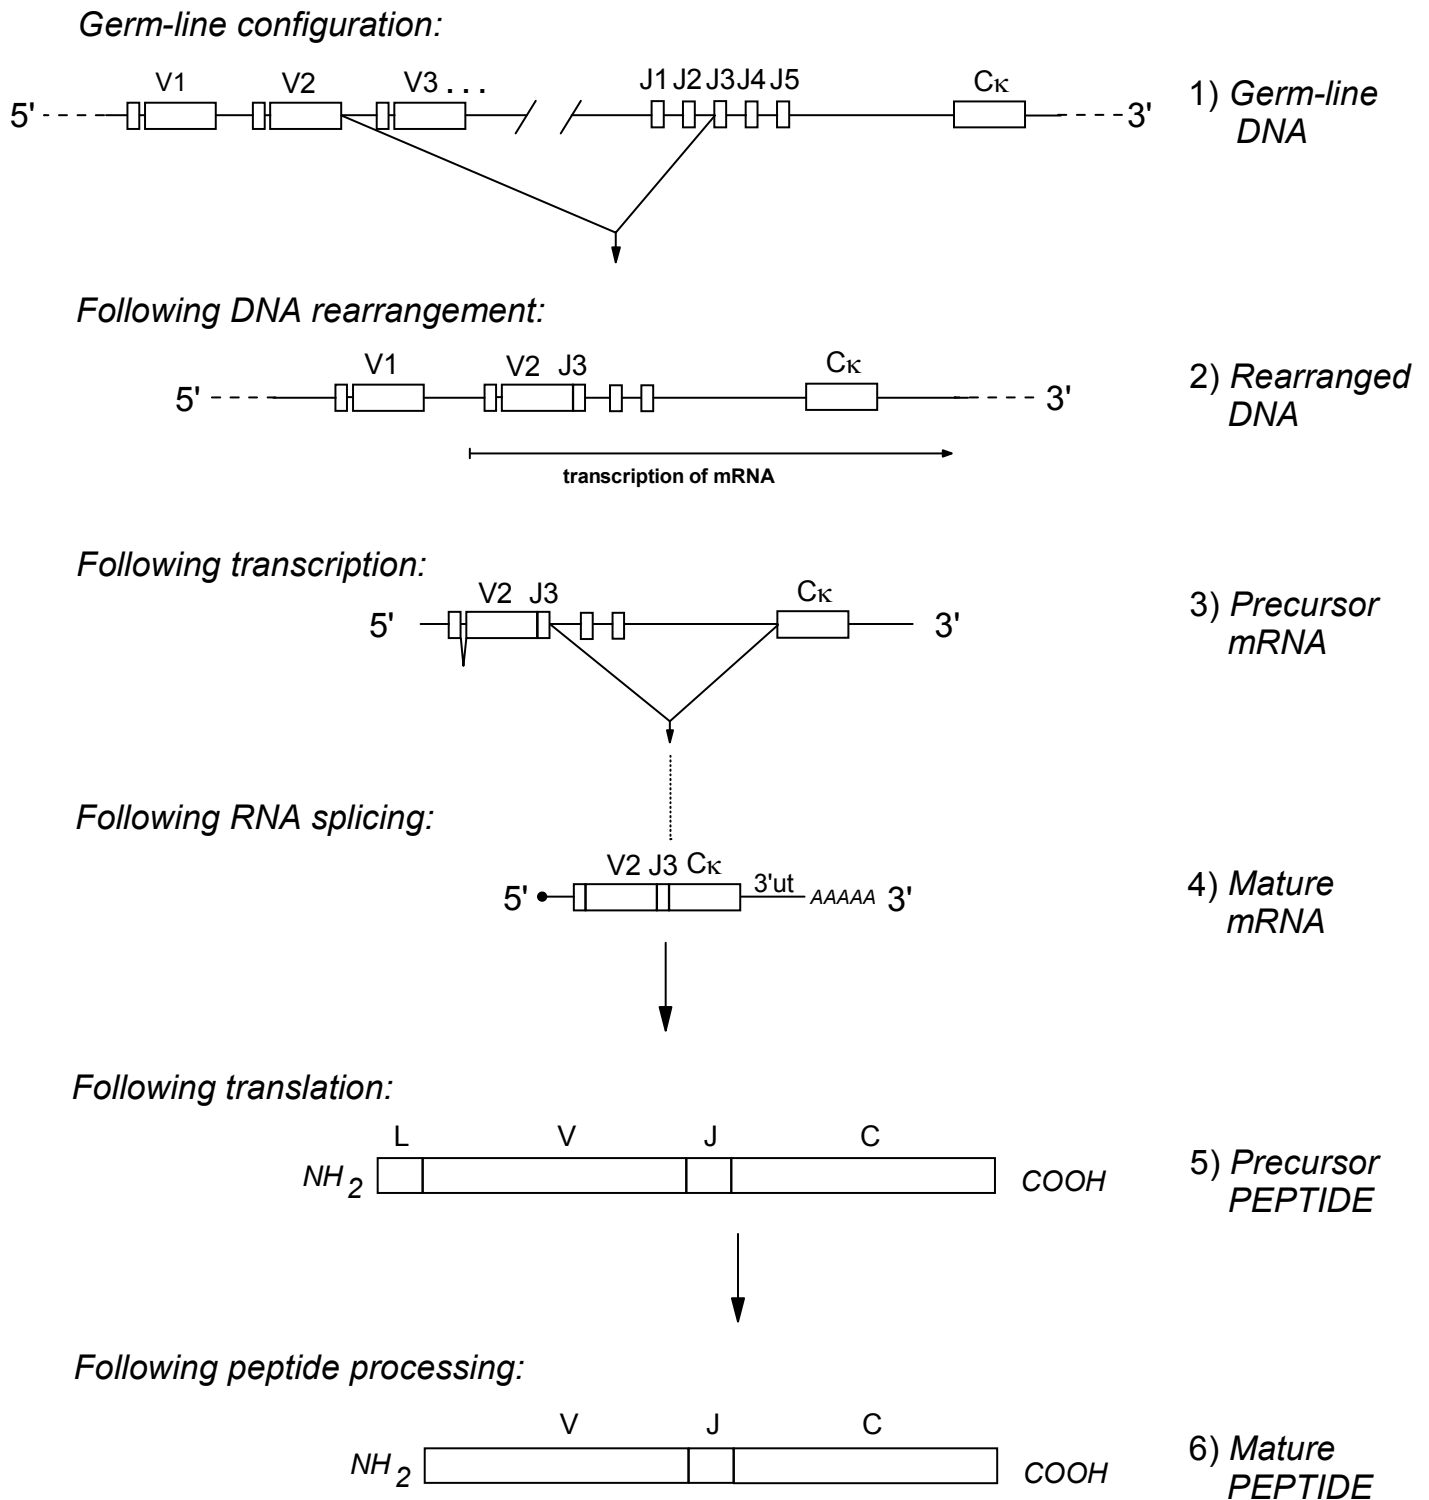 Germ-line configuration:
V1 V2 V3 . . . J1 J2 J3 J4 J5 Cκ
5' 3'
1) Germ-line
DNA
Following DNA rearrangement:
V1 V2 J3 Cκ
5' 3'
2) Rearranged
DNA
transcription of mRNA
Following transcription:
V2 J3 Cκ
5' 3'
3) Precursor
mRNA
Following RNA splicing:
V2 J3 Cκ
5' 3'ut AAAAA 3'
4) Mature
mRNA
Following translation:
L V J C
NH2 COOH
5) Precursor
PEPTIDE
Following peptide processing:
V J C
NH2 COOH
6) Mature
PEPTIDE